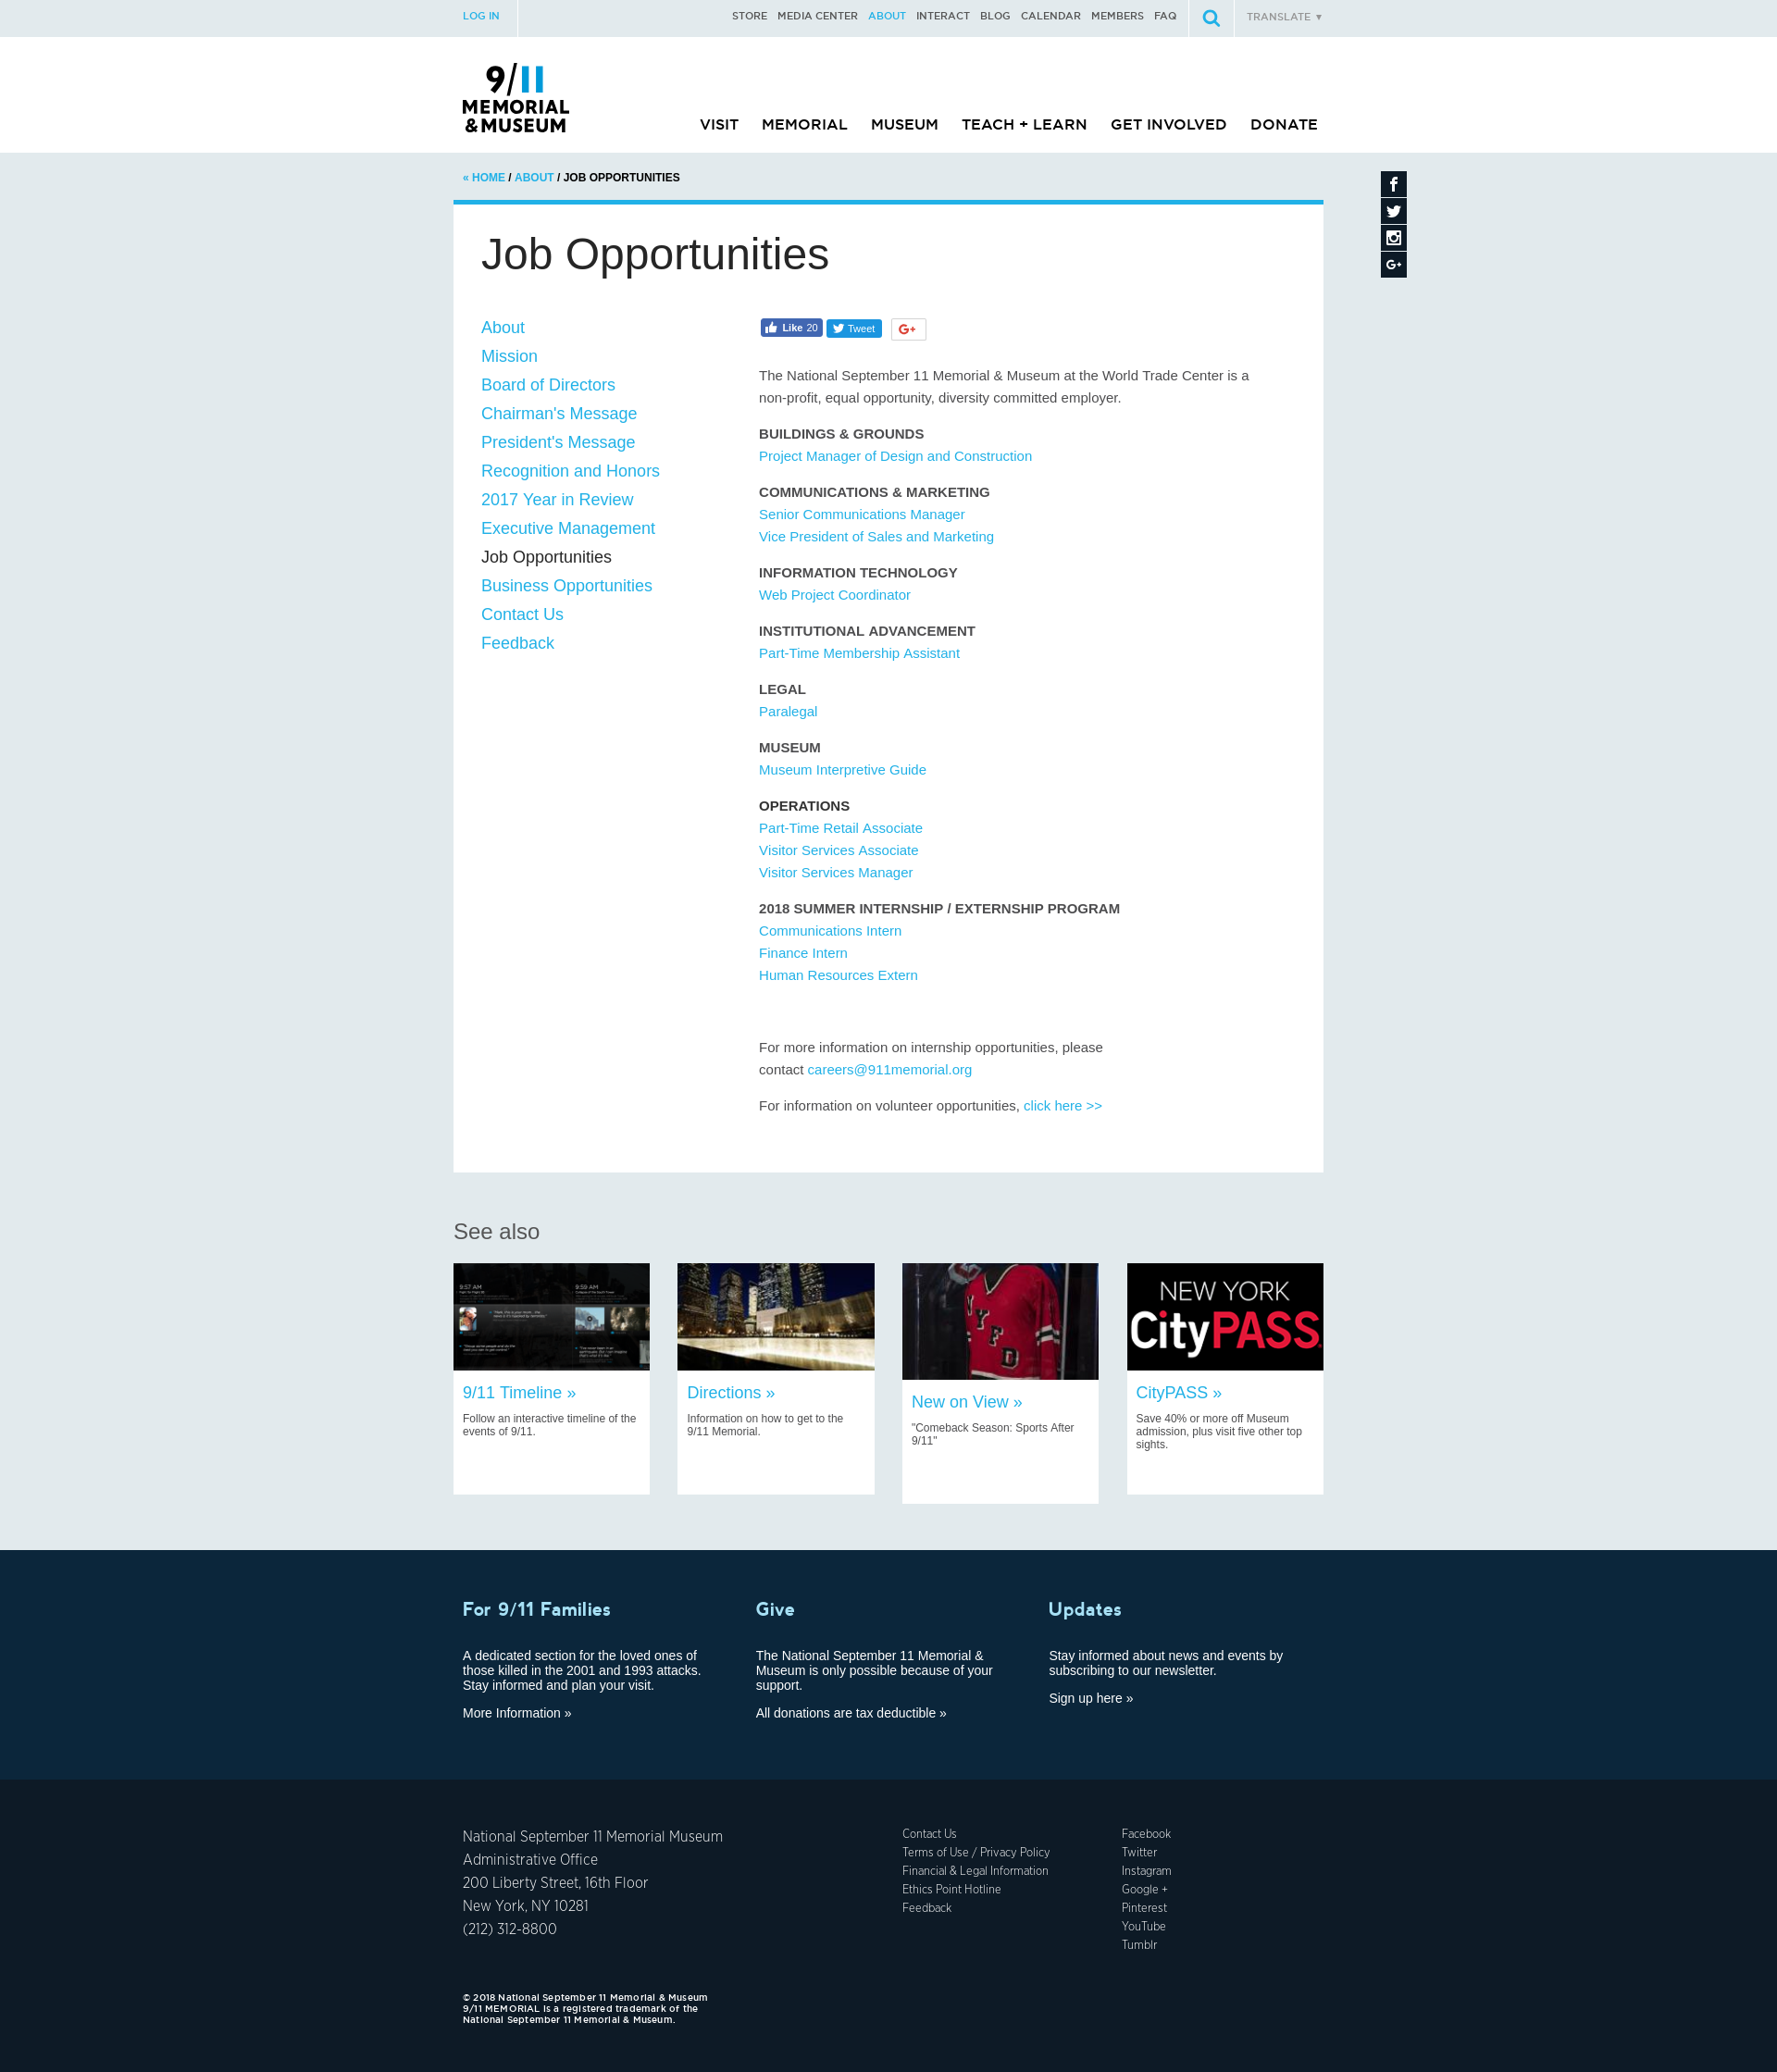 LOG IN
STORE MEDIA CENTER ABOUT INTERACT BLOG CALENDAR MEMBERS FAQ
TRANSLATE ▼
9/11
MEMORIAL
&MUSEUM
VISIT MEMORIAL MUSEUM TEACH + LEARN GET INVOLVED DONATE
« HOME / ABOUT / JOB OPPORTUNITIES
Job Opportunities
About
Mission
Board of Directors
Chairman's Message
President's Message
Recognition and Honors
2017 Year in Review
Executive Management
Job Opportunities
Business Opportunities
Contact Us
Feedback
Like 20 Tweet G+
The National September 11 Memorial & Museum at the World Trade Center is a
non-profit, equal opportunity, diversity committed employer.
BUILDINGS & GROUNDS
Project Manager of Design and Construction
COMMUNICATIONS & MARKETING
Senior Communications Manager
Vice President of Sales and Marketing
INFORMATION TECHNOLOGY
Web Project Coordinator
INSTITUTIONAL ADVANCEMENT
Part-Time Membership Assistant
LEGAL
Paralegal
MUSEUM
Museum Interpretive Guide
OPERATIONS
Part-Time Retail Associate
Visitor Services Associate
Visitor Services Manager
2018 SUMMER INTERNSHIP / EXTERNSHIP PROGRAM
Communications Intern
Finance Intern
Human Resources Extern
For more information on internship opportunities, please
contact careers@911memorial.org
For information on volunteer opportunities, click here >>
See also
9:57 AM
9:59 AM
9/11 Timeline »
Follow an interactive timeline of the
events of 9/11.
Directions »
Information on how to get to the
9/11 Memorial.
NYFD
New on View »
"Comeback Season: Sports After
9/11"
NEW YORK
CityPASS
CityPASS »
Save 40% or more off Museum
admission, plus visit five other top
sights.
For 9/11 Families
A dedicated section for the loved ones of
those killed in the 2001 and 1993 attacks.
Stay informed and plan your visit.
More Information »
Give
The National September 11 Memorial &
Museum is only possible because of your
support.
All donations are tax deductible »
Updates
Stay informed about news and events by
subscribing to our newsletter.
Sign up here »
National September 11 Memorial Museum
Administrative Office
200 Liberty Street, 16th Floor
New York, NY 10281
(212) 312-8800
Contact Us
Terms of Use / Privacy Policy
Financial & Legal Information
Ethics Point Hotline
Feedback
Facebook
Twitter
Instagram
Google +
Pinterest
YouTube
Tumblr
© 2018 National September 11 Memorial & Museum
9/11 MEMORIAL is a registered trademark of the
National September 11 Memorial & Museum.